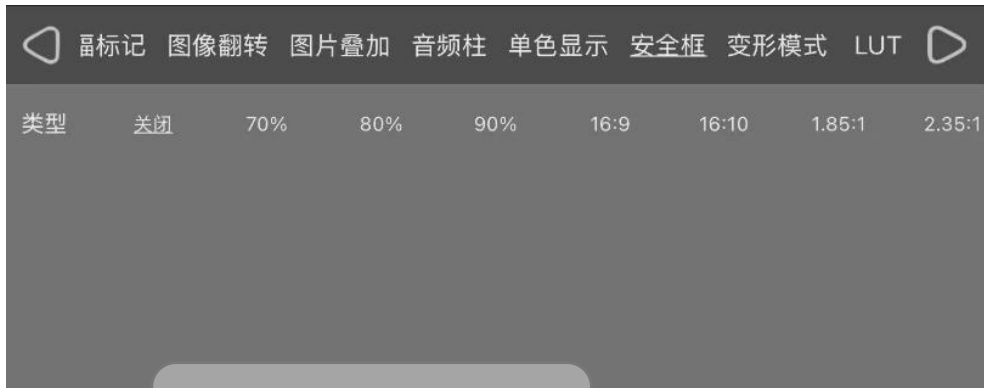 标记 图像翻转 图片叠加 音频柱 单色显示 安全框 变形模式 LUT
类型 关闭 70% 80% 90% 16:9 16:10 1.85:1 2.35:1